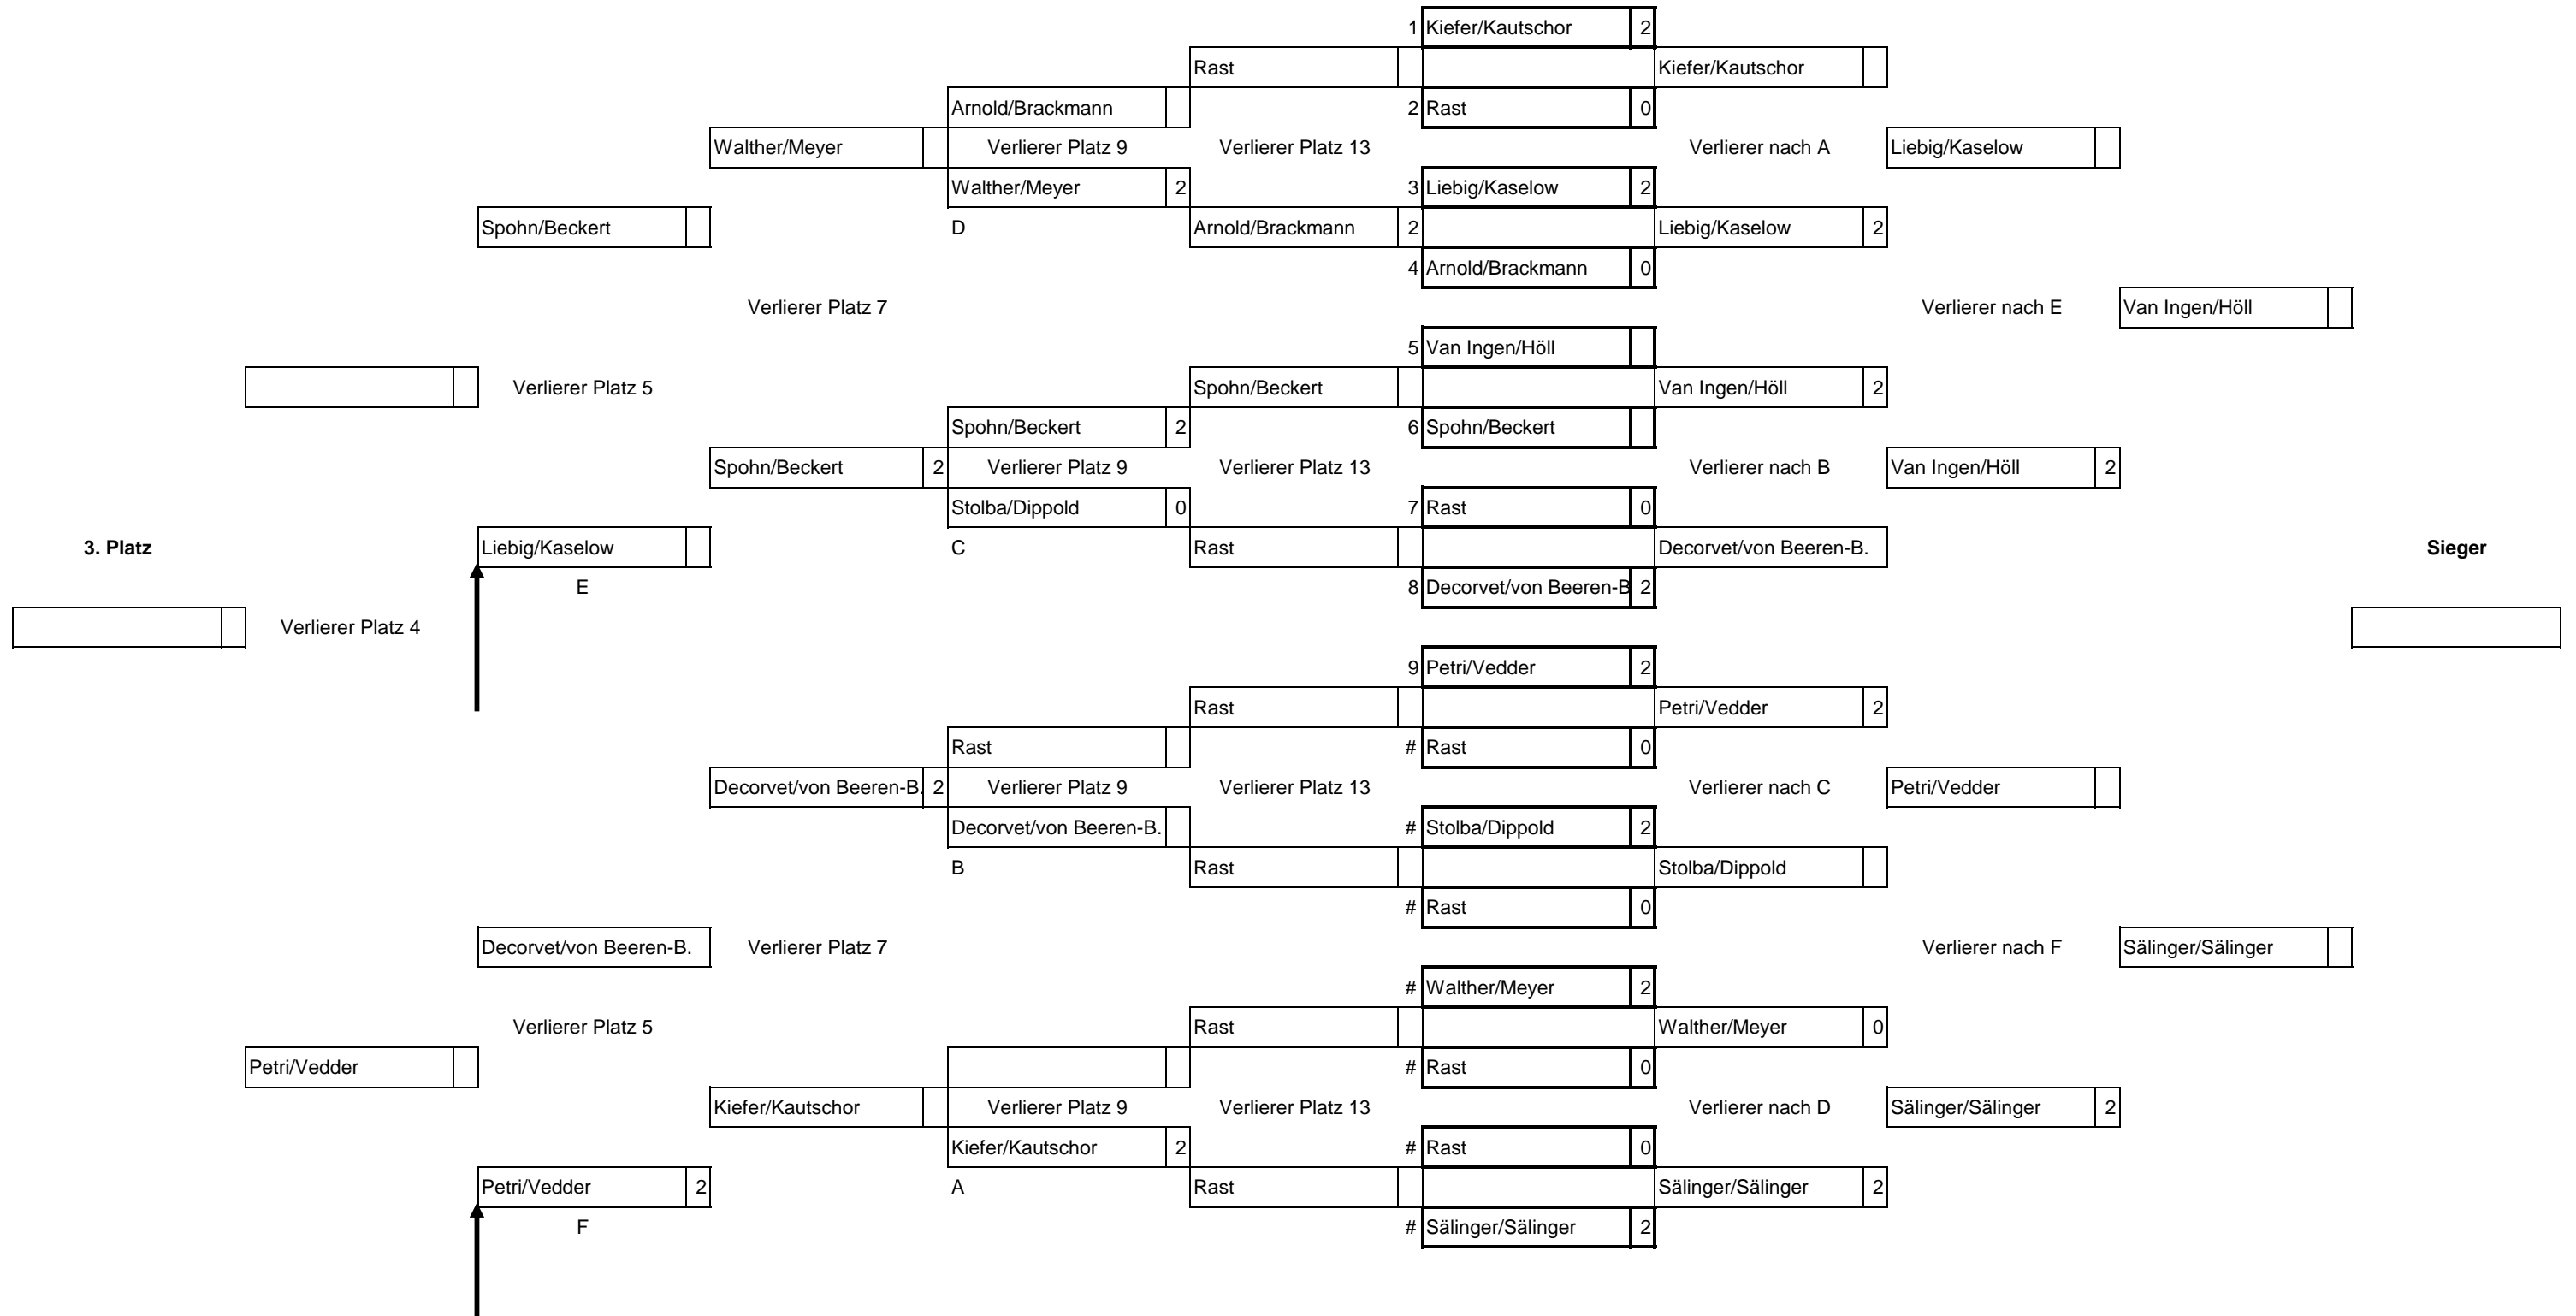 1 Kiefer/Kautschor 2
Rast Kiefer/Kautschor
Arnold/Brackmann 2 Rast 0
Walther/Meyer Verlierer Platz 9 Verlierer Platz 13 Verlierer nach A Liebig/Kaselow
Walther/Meyer 2 3 Liebig/Kaselow 2
Spohn/Beckert D Arnold/Brackmann 2 Liebig/Kaselow 2
4 Arnold/Brackmann 0
Verlierer Platz 7 Verlierer nach E Van Ingen/Höll
5 Van Ingen/Höll
Verlierer Platz 5 Spohn/Beckert Van Ingen/Höll 2
Spohn/Beckert 2 6 Spohn/Beckert
Spohn/Beckert 2 Verlierer Platz 9 Verlierer Platz 13 Verlierer nach B Van Ingen/Höll 2
Stolba/Dippold 0 7 Rast 0
3. Platz Liebig/Kaselow C Rast Decorvet/von Beeren-B. Sieger
E 8 Decorvet/von Beeren-B 2
Verlierer Platz 4
9 Petri/Vedder 2
Rast Petri/Vedder 2
Rast # Rast 0
Decorvet/von Beeren-B. 2 Verlierer Platz 9 Verlierer Platz 13 Verlierer nach C Petri/Vedder
Decorvet/von Beeren-B. # Stolba/Dippold 2
B Rast Stolba/Dippold
# Rast 0
Decorvet/von Beeren-B. Verlierer Platz 7 Verlierer nach F Sälinger/Sälinger
# Walther/Meyer 2
Verlierer Platz 5 Rast Walther/Meyer 0
Petri/Vedder # Rast 0
Kiefer/Kautschor Verlierer Platz 9 Verlierer Platz 13 Verlierer nach D Sälinger/Sälinger 2
Kiefer/Kautschor 2 # Rast 0
Petri/Vedder 2 A Rast Sälinger/Sälinger 2
F # Sälinger/Sälinger 2